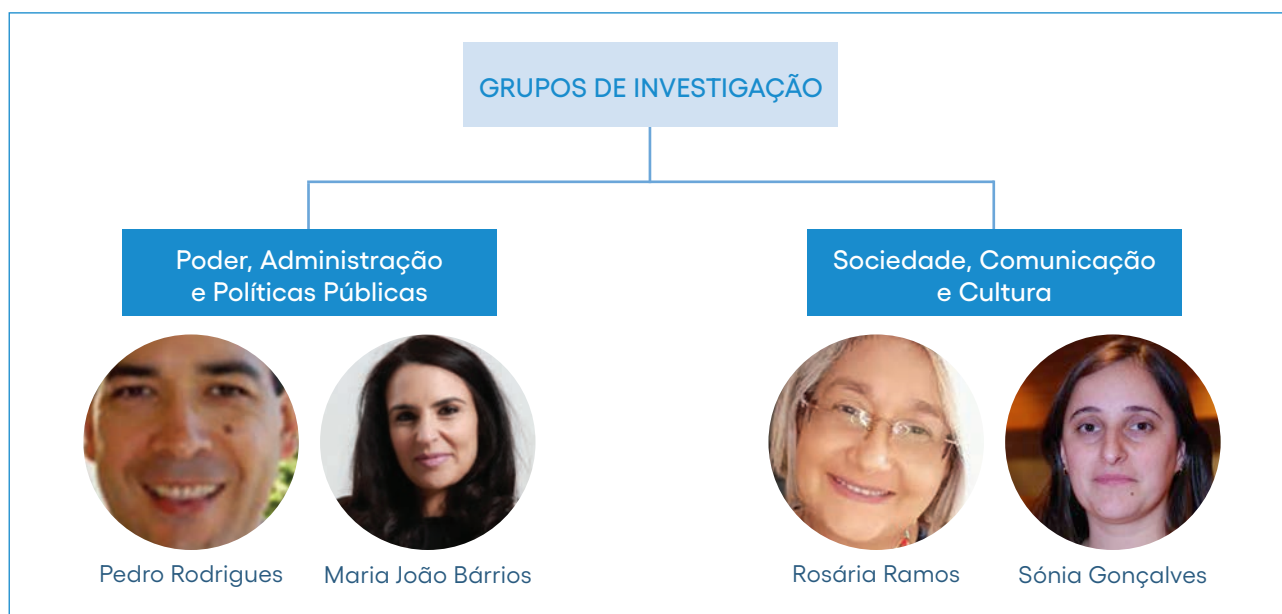 GRUPOS DE INVESTIGAÇÃO
Poder, Administração
e Políticas Públicas
Sociedade, Comunicação
e Cultura
Pedro Rodrigues
Maria João Bárrios
Rosária Ramos
Sónia Gonçalves